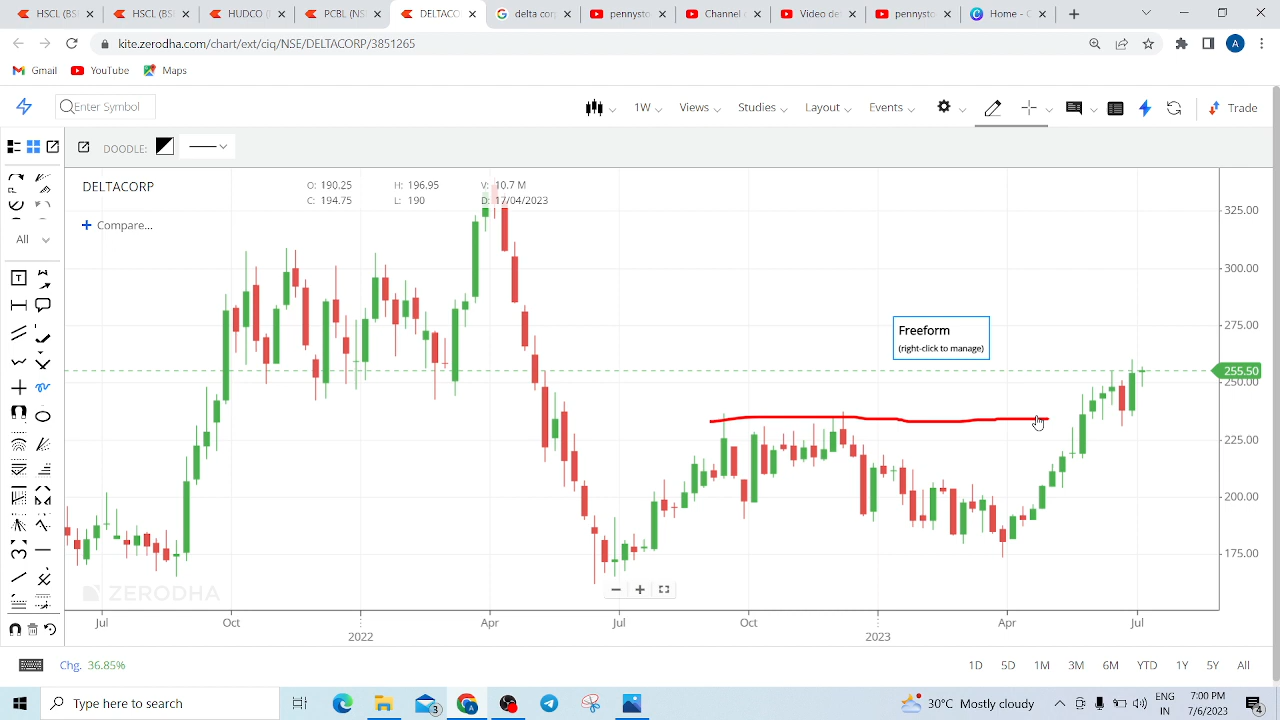 HSCL (BS
HSCL (BS
HUDCO (
PCBL (NS
DELTACO
delta corp
pennysto
Channel c
Video det
pennysto
Home - C
kite.zerodha.com/chart/ext/ciq/NSE/DELTACORP/3851265
A
Gmail
YouTube
Maps
Enter Symbol
1W
Views
Studies
Layout
Events
Trade
DOODLE:
DELTACORP
O: 190.25
H: 196.95
V: 10.7 M
C: 194.75
L: 190
D: 17/04/2023
Compare...
All
325.00
300.00
275.00
255.50
250.00
225.00
200.00
175.00
Freeform
(right-click to manage)
ZERODHA
Jul
Oct
2022
Apr
Jul
Oct
2023
Apr
Jul
Chg. 36.85%
1D
5D
1M
3M
6M
YTD
1Y
5Y
All
Type here to search
3
30°C Mostly cloudy
ENG
IN
7:00 PM
7/6/2023
4